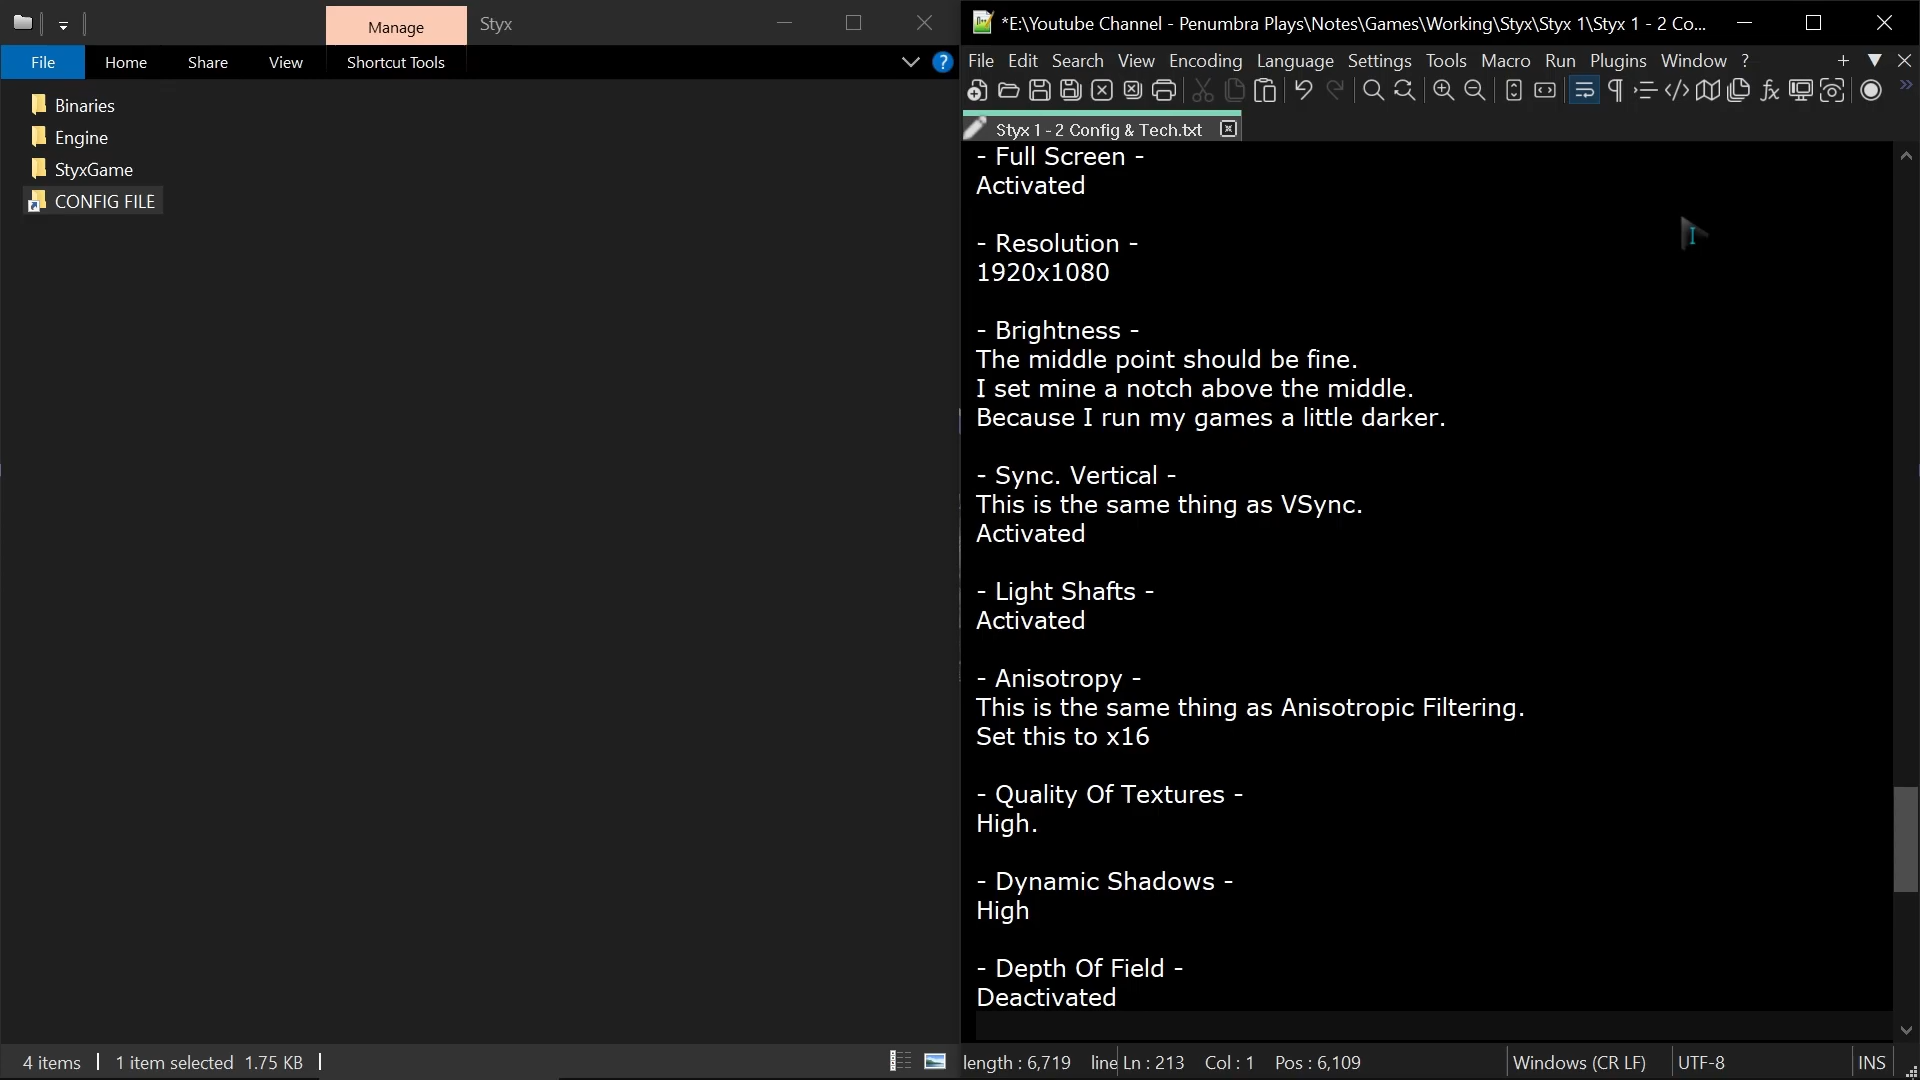 Manage
Styx
File
Home
Share
View
Shortcut Tools
?
Binaries
Engine
StyxGame
CONFIG FILE
4 items
1 item selected 1.75 KB
*E:\Youtube Channel - Penumbra Plays\Notes\Games\Working\Styx\Styx 1\Styx 1 - 2 Co...
File Edit Search View Encoding Language Settings Tools Macro Run Plugins Window ?
Styx 1 - 2 Config & Tech.txt
- Full Screen -
Activated
- Resolution -
1920x1080
- Brightness -
The middle point should be fine.
I set mine a notch above the middle.
Because I run my games a little darker.
- Sync. Vertical -
This is the same thing as VSync.
Activated
- Light Shafts -
Activated
- Anisotropy -
This is the same thing as Anisotropic Filtering.
Set this to x16
- Quality Of Textures -
High.
- Dynamic Shadows -
High
- Depth Of Field -
Deactivated
length : 6,719 line Ln : 213 Col : 1 Pos : 6,109
Windows (CR LF)
UTF-8
INS